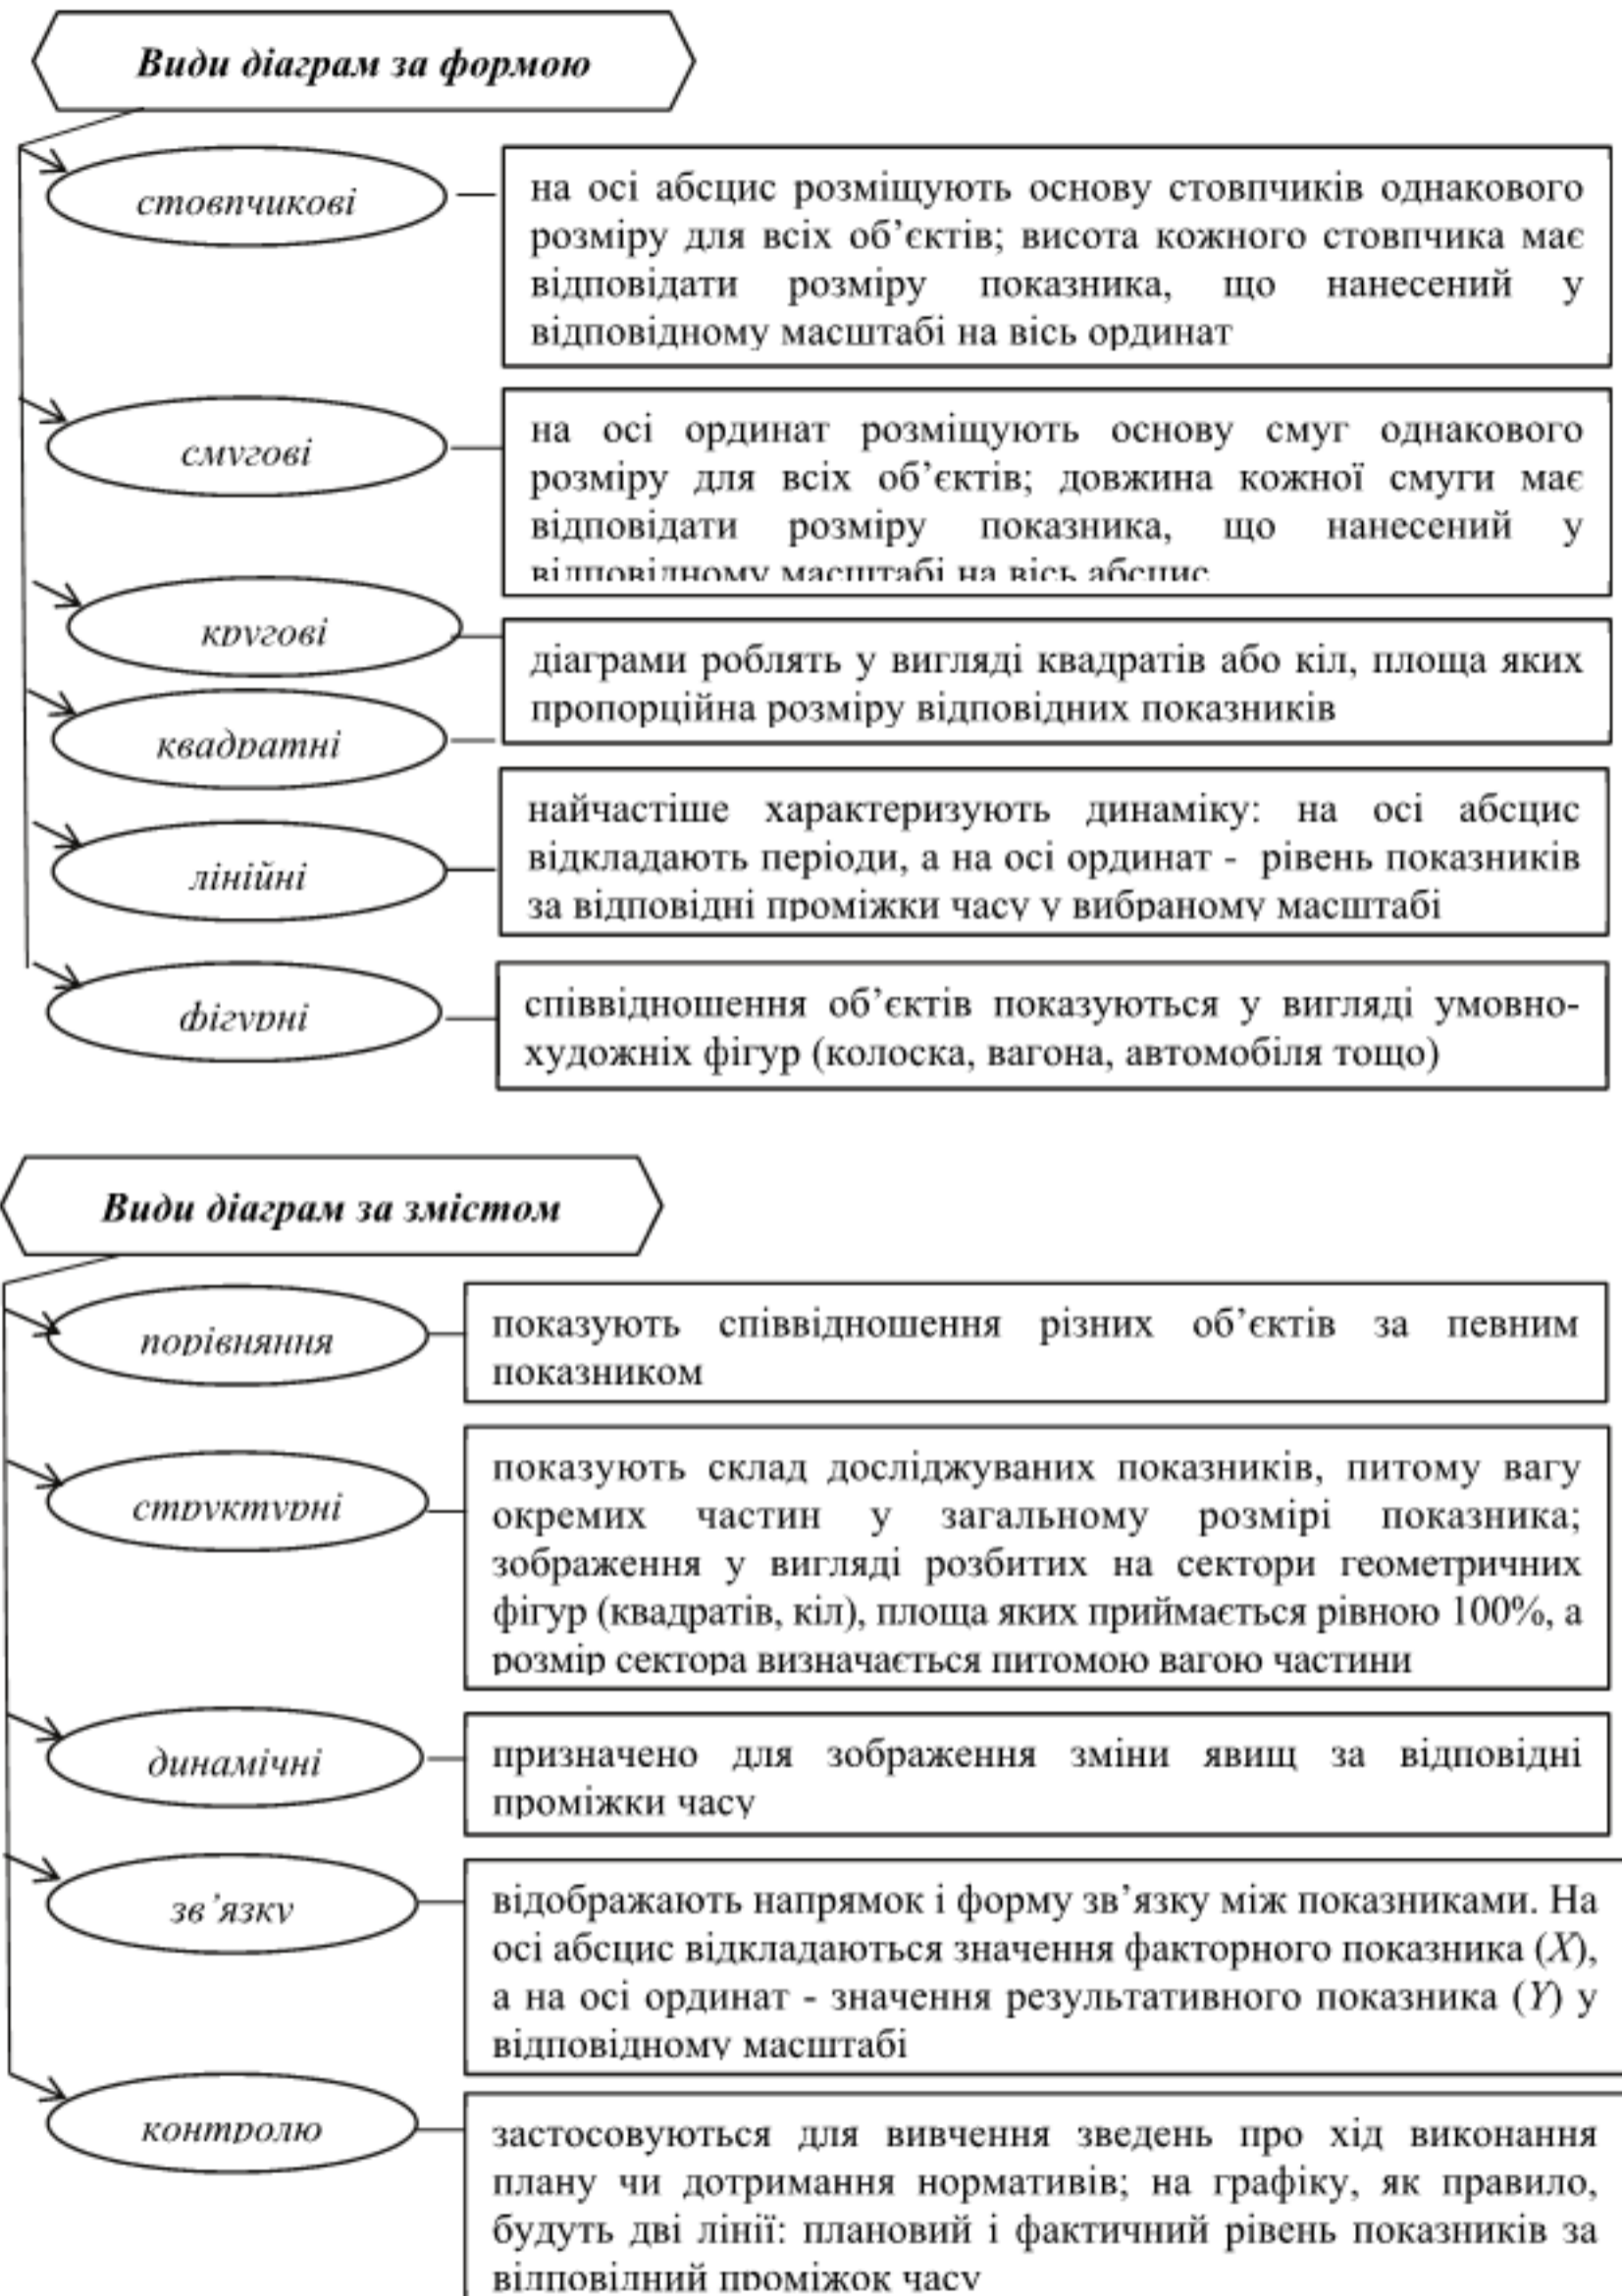 Види діаграм за формою
стовпчикові
на осі абсцис розміщують основу стовпчиків однакового
розміру для всіх об’єктів; висота кожного стовпчика має
відповідати розміру показника, що нанесений у
відповідному масштабі на вісь ординат
смугові
на осі ординат розміщують основу смуг однакового
розміру для всіх об’єктів; довжина кожної смуги має
відповідати розміру показника, що нанесений у
відповідному масштабі на вісь абсцис
кругові
діаграми роблять у вигляді квадратів або кіл, площа яких
пропорційна розміру відповідних показників
квадратні
найчастіше характеризують динаміку: на осі абсцис
відкладають періоди, а на осі ординат - рівень показників
за відповідні проміжки часу у вибраному масштабі
лінійні
фігурні
співвідношення об’єктів показуються у вигляді умовно-
художніх фігур (колоска, вагона, автомобіля тощо)
Види діаграм за змістом
порівняння
показують співвідношення різних об’єктів за певним
показником
структурні
показують склад досліджуваних показників, питому вагу
окремих частин у загальному розмірі показника;
зображення у вигляді розбитих на сектори геометричних
фігур (квадратів, кіл), площа яких приймається рівною 100%, а
розмір сектора визначається питомою вагою частини
динамічні
призначено для зображення зміни явищ за відповідні
проміжки часу
зв’язку
відображають напрямок і форму зв’язку між показниками. На
осі абсцис відкладаються значення факторного показника (X),
а на осі ординат - значення результативного показника (Y) у
відповідному масштабі
контролю
застосовуються для вивчення зведень про хід виконання
плану чи дотримання нормативів; на графіку, як правило,
будуть дві лінії: плановий і фактичний рівень показників за
відповідний проміжок часу